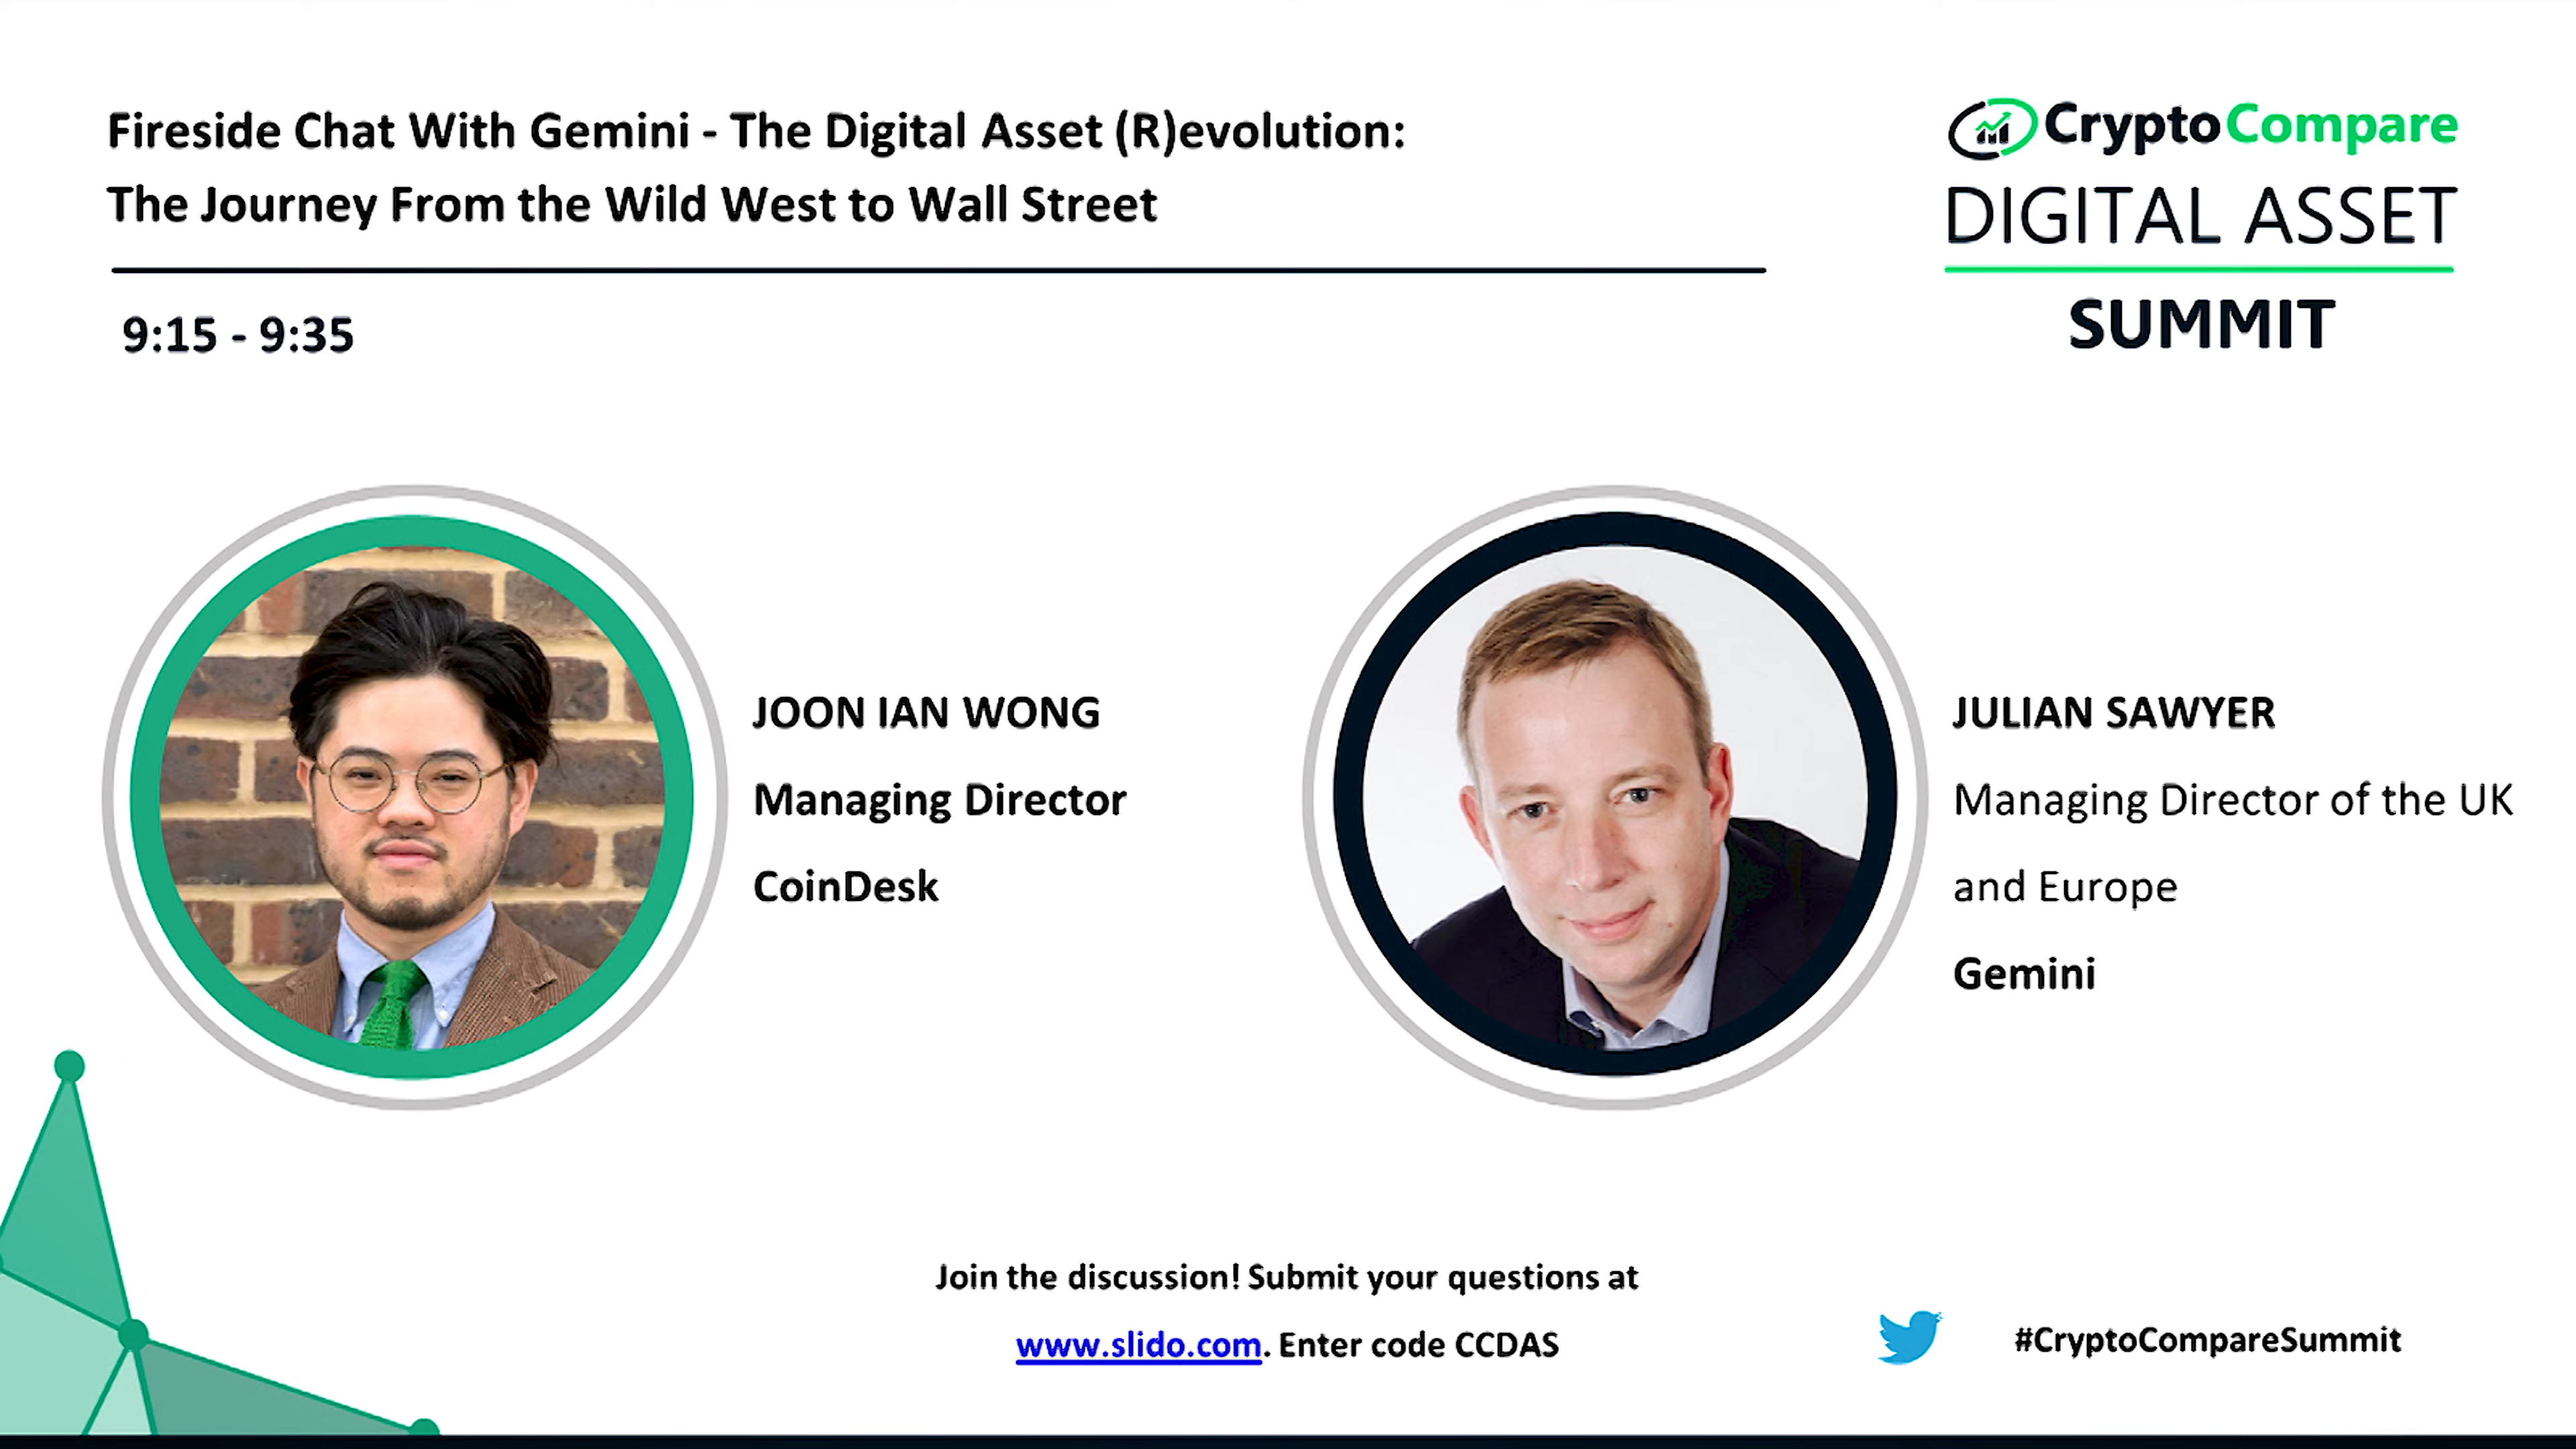 Fireside Chat With Gemini - The Digital Asset (R)evolution:
The Journey From the Wild West to Wall Street
9:15 - 9:35
CryptoCompare
DIGITAL ASSET
SUMMIT
JOON IAN WONG
Managing Director
CoinDesk
JULIAN SAWYER
Managing Director of the UK
and Europe
Gemini
Join the discussion! Submit your questions at
www.slido.com. Enter code CCDAS
#CryptoCompareSummit